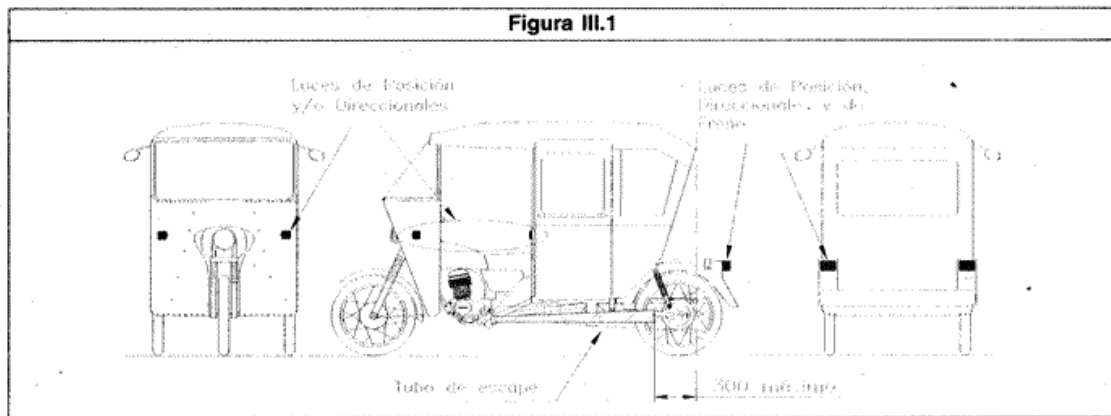 Figura III.1
Luces de Posición
y/o Direccionales
Luces de Posición,
Direccionales y de
Freno
Tubo de escape
300 máximo